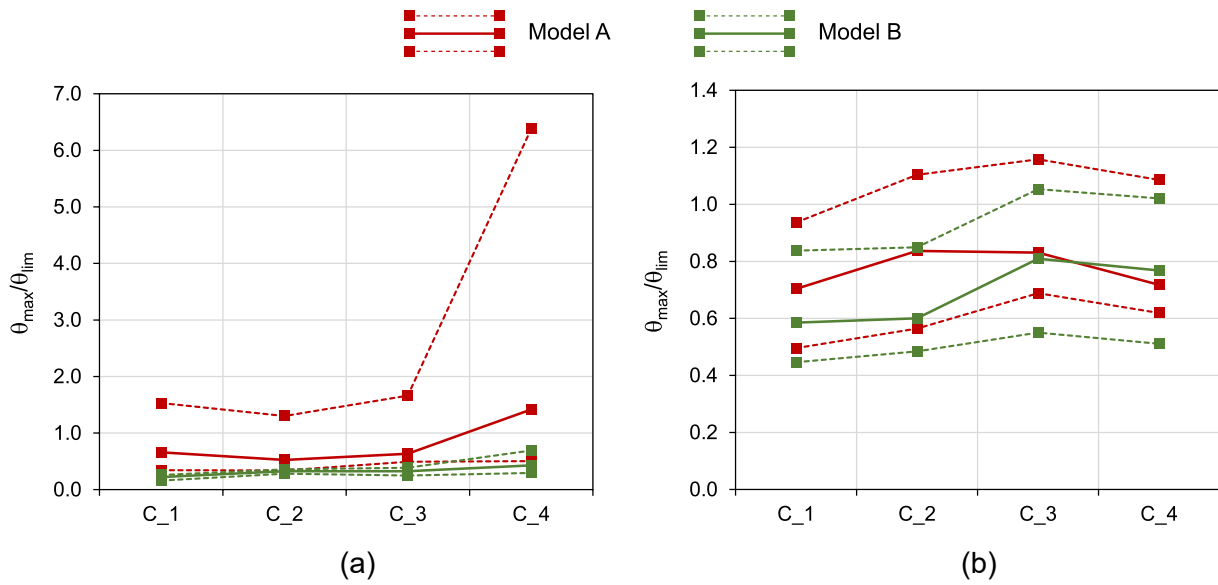 Model A
Model B
7.0
6.0
5.0
4.0
3.0
2.0
1.0
0.0
θmax/θlim
C_1
C_2
C_3
C_4
(a)
1.4
1.2
1.0
0.8
0.6
0.4
0.2
0.0
θmax/θlim
C_1
C_2
C_3
C_4
(b)